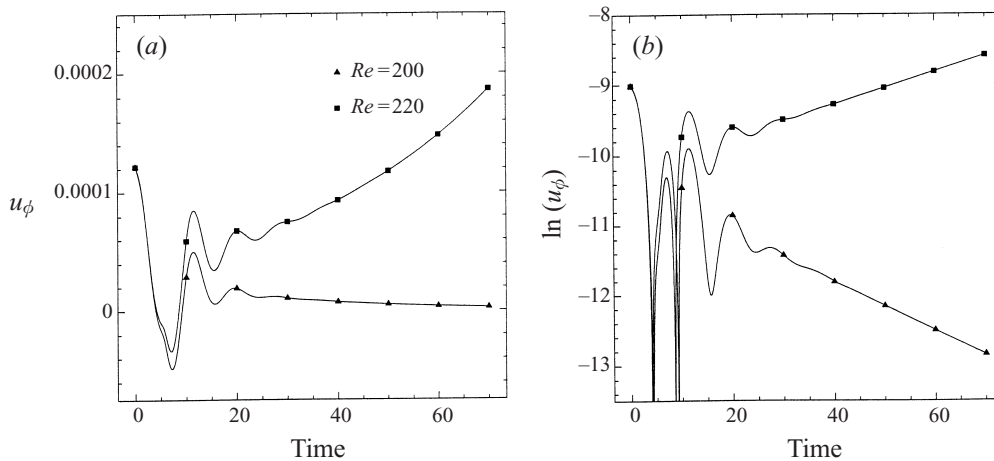 (a)
0.0002
0.0001
0
u_ϕ
▲ Re=200
■ Re=220
0 20 40 60
Time
(b)
–8
–9
–10
–11
–12
–13
ln (u_ϕ)
0 20 40 60
Time